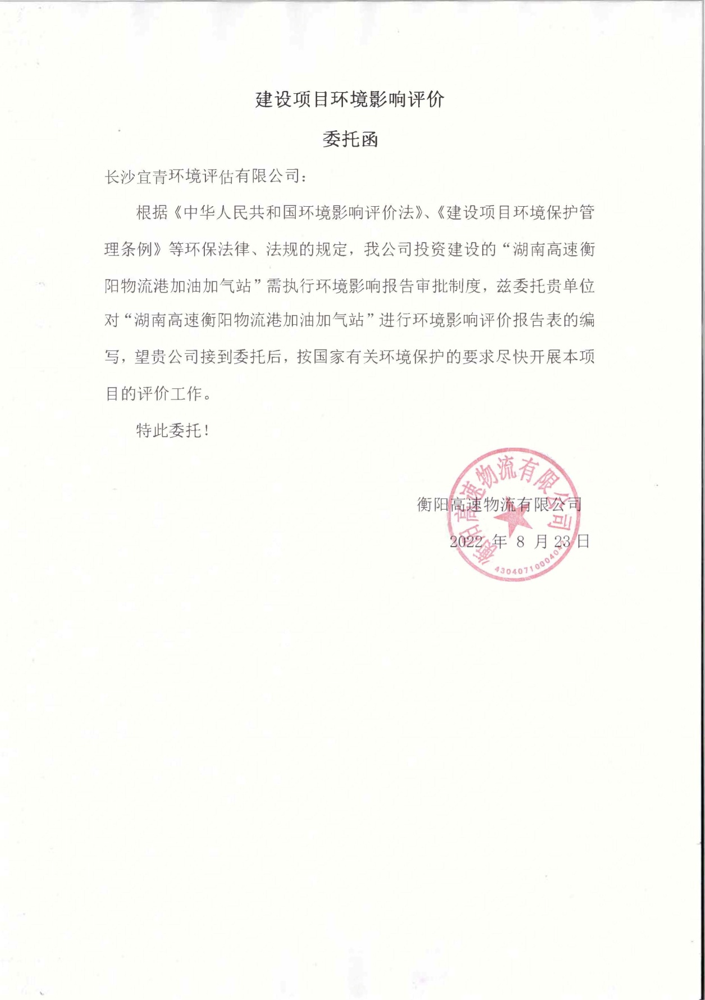 建设项目环境影响评价
委托函
长沙宜青环境评估有限公司：
根据《中华人民共和国环境影响评价法》、《建设项目环境保护管
理条例》等环保法律、法规的规定，我公司投资建设的“湖南高速衡
阳物流港加油加气站”需执行环境影响报告审批制度，兹委托贵单位
对“湖南高速衡阳物流港加油加气站”进行环境影响评价报告表的编
写，望贵公司接到委托后，按国家有关环境保护的要求尽快开展本项
目的评价工作。
特此委托！
衡阳高速物流有限公司
2022 年 8 月 23 日
衡阳高速物流有限公司